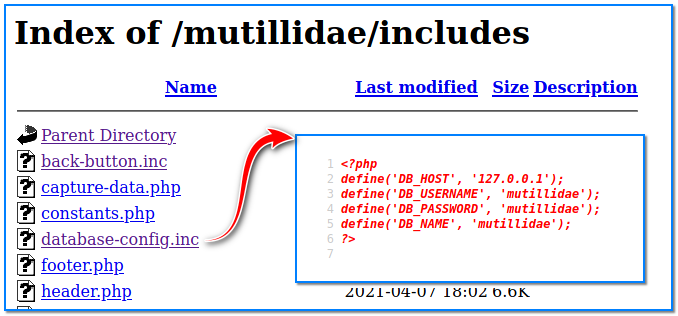 Index of /mutillidae/includes
Name Last modified Size Description
Parent Directory
back-button.inc
capture-data.php
constants.php
database-config.inc
footer.php
header.php 2021-04-07 18:02 6.6K
1 <?php
2 define('DB_HOST', '127.0.0.1');
3 define('DB_USERNAME', 'mutillidae');
4 define('DB_PASSWORD', 'mutillidae');
5 define('DB_NAME', 'mutillidae');
6 ?>
7